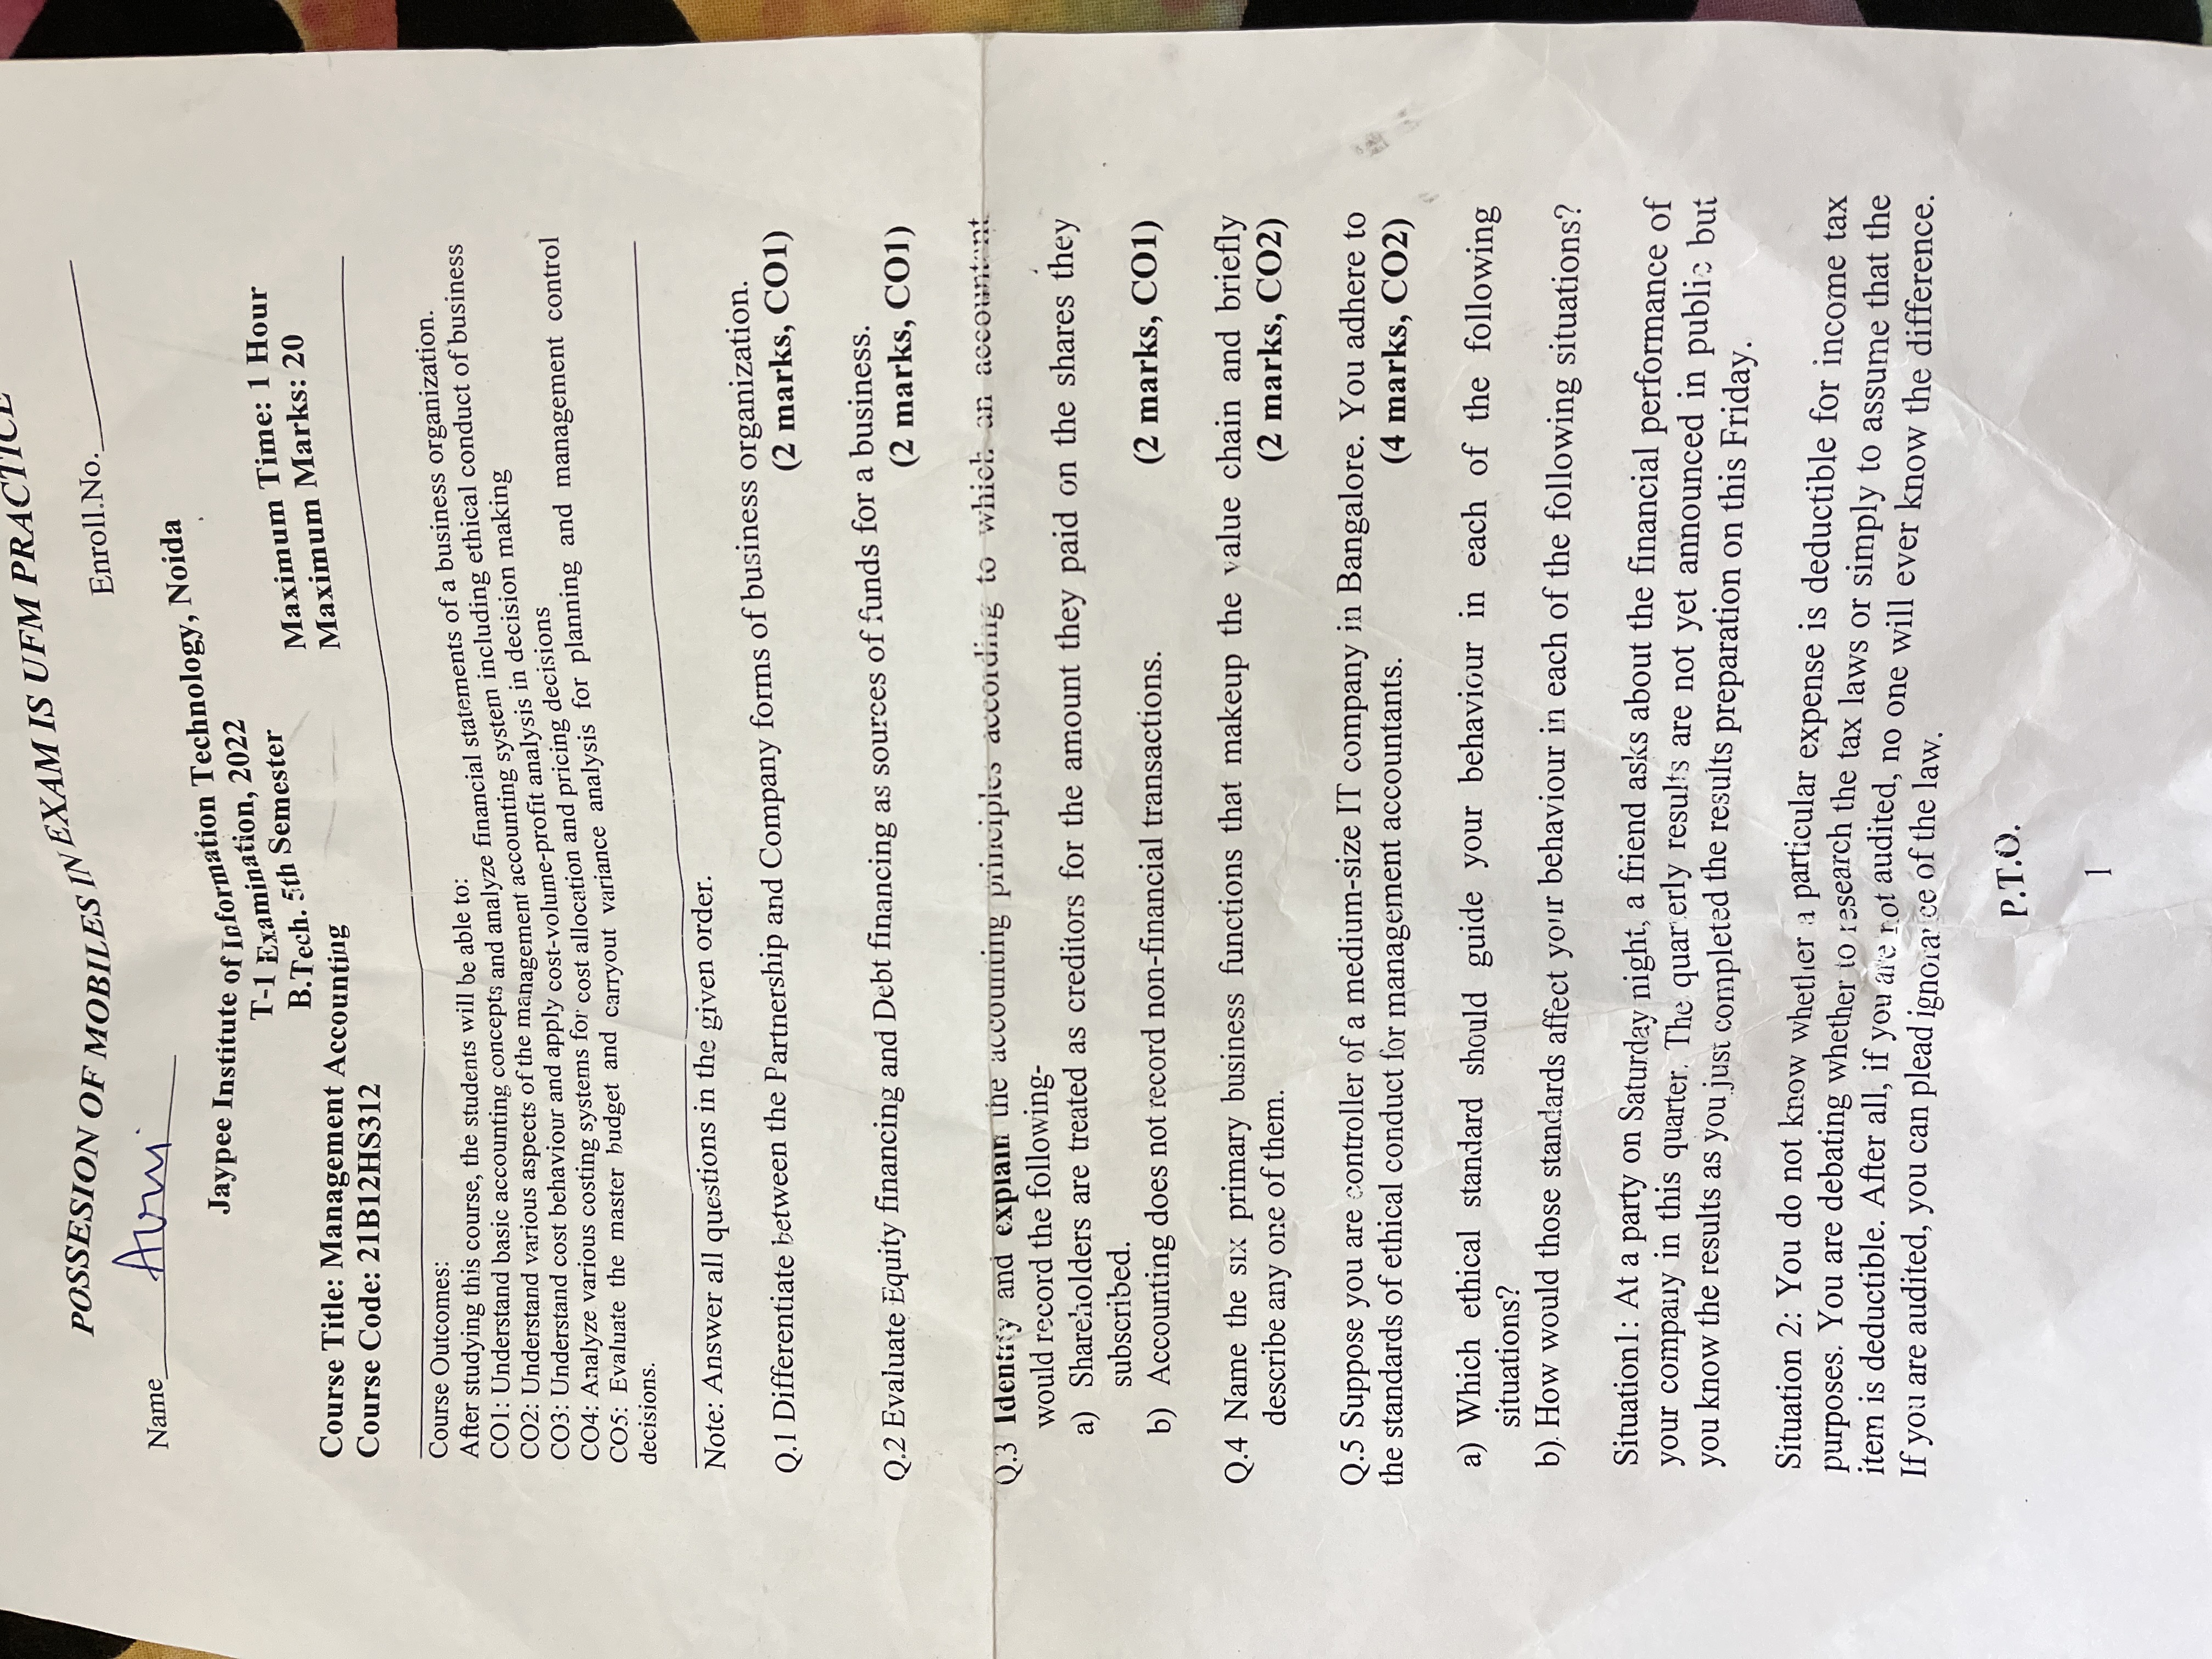 POSSESION OF MOBILES IN EXAM IS UFM PRACTICE
Enroll.No.
Name Avni
Jaypee Institute of Information Technology, Noida
T-1 Examination, 2022
B.Tech. 5th Semester
Maximum Time: 1 Hour
Course Title: Management Accounting
Maximum Marks: 20
Course Code: 21B12HS312
Course Outcomes:
After studying this course, the students will be able to:
CO1: Understand basic accounting concepts and analyze financial statements of a business organization.
CO2: Understand various aspects of the management accounting system including ethical conduct of business
CO3: Understand cost behaviour and apply cost-volume-profit analysis in decision making
CO4: Analyze various costing systems for cost allocation and pricing decisions
CO5: Evaluate the master budget and carryout variance analysis for planning and management control
decisions.
Note: Answer all questions in the given order.
Q.1 Differentiate between the Partnership and Company forms of business organization.
(2 marks, CO1)
Q.2 Evaluate Equity financing and Debt financing as sources of funds for a business.
(2 marks, CO1)
Q.3 Identify and explain the accounting principles according to which an accountant
would record the following-
a) Shareholders are treated as creditors for the amount they paid on the shares they
subscribed.
b) Accounting does not record non-financial transactions. (2 marks, CO1)
Q.4 Name the six primary business functions that makeup the value chain and briefly
describe any one of them. (2 marks, CO2)
Q.5 Suppose you are controller of a medium-size IT company in Bangalore. You adhere to
the standards of ethical conduct for management accountants. (4 marks, CO2)
a) Which ethical standard should guide your behaviour in each of the following
situations?
b). How would those standards affect your behaviour in each of the following situations?
Situation1: At a party on Saturday night, a friend asks about the financial performance of
your company in this quarter. The quarterly results are not yet announced in public but
you know the results as you just completed the results preparation on this Friday.
Situation 2: You do not know whether a particular expense is deductible for income tax
purposes. You are debating whether to research the tax laws or simply to assume that the
item is deductible. After all, if you are not audited, no one will ever know the difference.
If you are audited, you can plead ignorance of the law.
P.T.O.
1